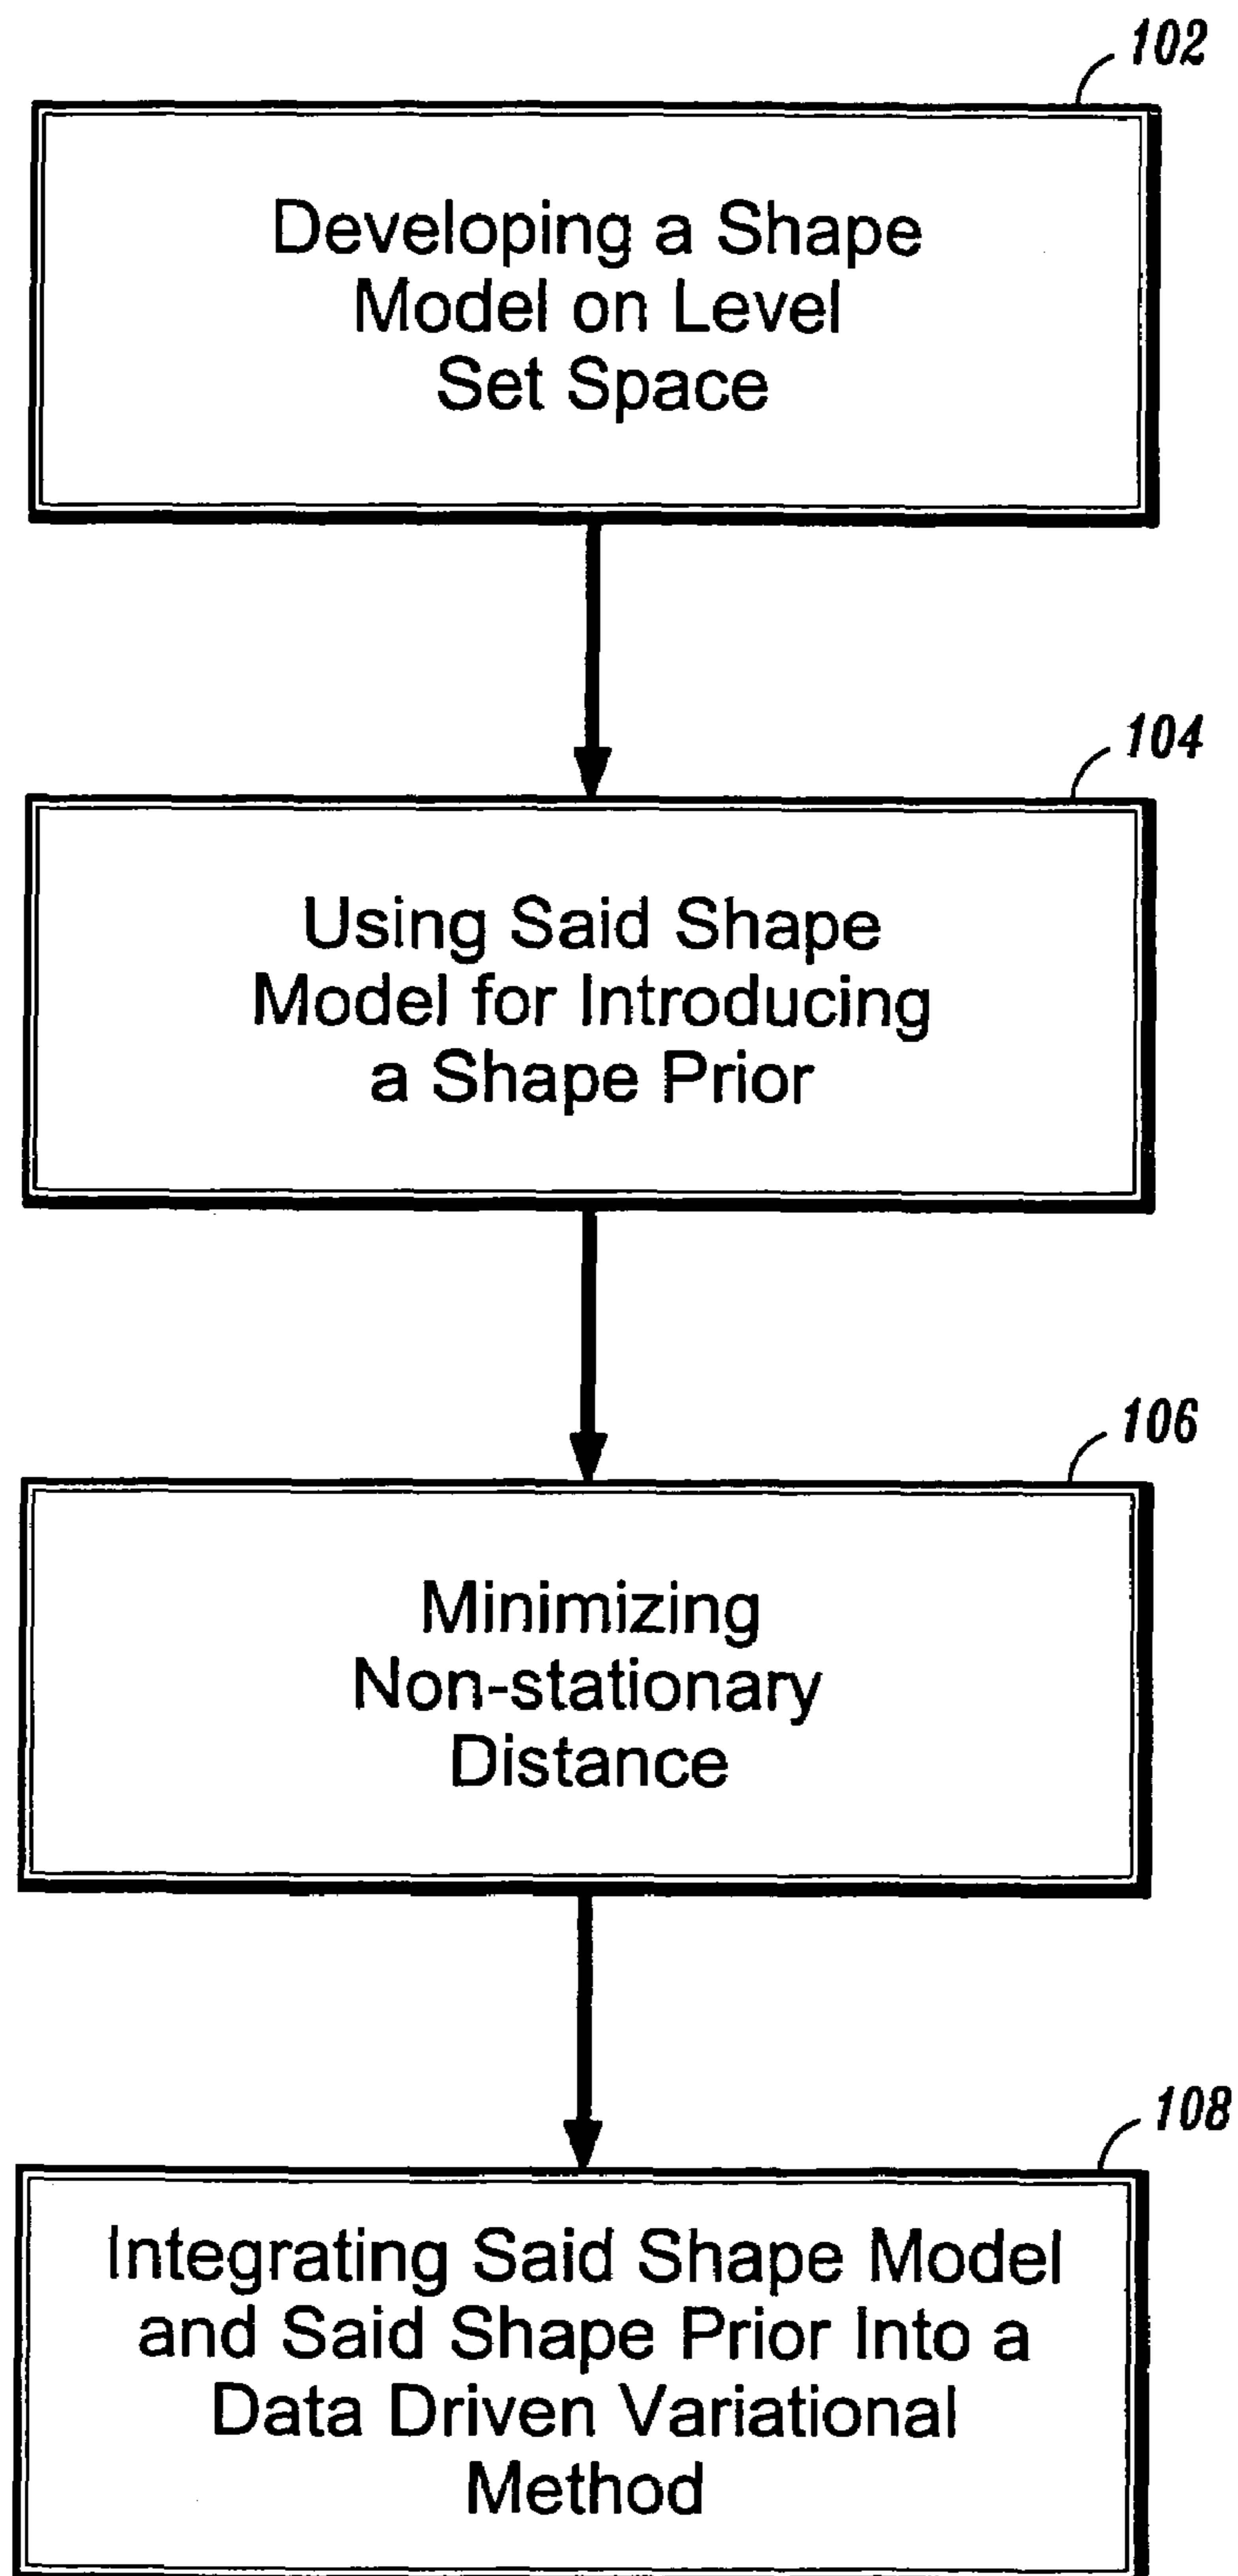 102
Developing a Shape
Model on Level
Set Space
104
Using Said Shape
Model for Introducing
a Shape Prior
106
Minimizing
Non-stationary
Distance
108
Integrating Said Shape Model
and Said Shape Prior Into a
Data Driven Variational
Method